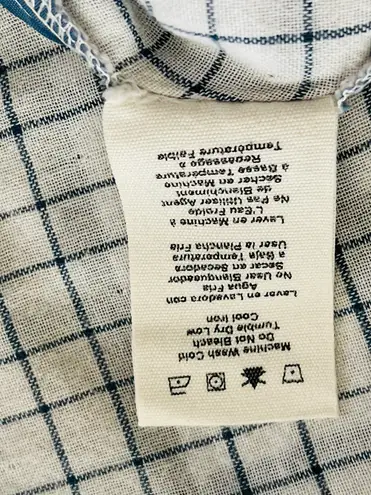 Machine Wash Cold
Do Not Bleach
Tumble Dry Low
Cool Iron
Lavar en Lavadora con
Agua Fria
No Usar Blanqueador
Secar en Secadora
a Baja Temperatura
Usar la Plancha Fria
Laver en Machine à
L'Eau Froide
Ne Pas Utiliser Agent
de Blanchiment
Sécher en Machine
à Basse Température
Repassage à
Température Faible